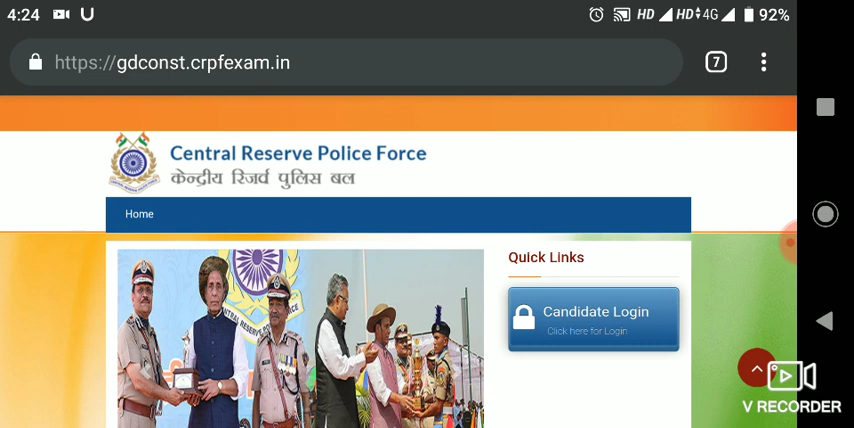 4:24 HD HD 4G 92%
https://gdconst.crpfexam.in 7
Central Reserve Police Force
केन्द्रीय रिजर्व पुलिस बल
Home
Quick Links
Candidate Login
Click here for Login
V RECORDER